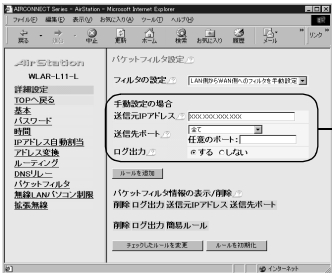 AIRCONNECT Series - AirStation - Microsoft Internet Explorer
ファイル(F) 編集(E) 表示(V) お気に入り(A) ツール(T) ヘルプ(H)
戻る 中止 更新 ホーム 検索 お気に入り 履歴 メール リンク
AirStation
WLAR-L11-L
詳細設定
TOPへ戻る
基本
パスワード
時間
IPアドレス自動割当
アドレス変換
ルーティング
DNSリレー
パケットフィルタ
無線LANパソコン制限
拡張無線
パケットフィルタ設定
フィルタの設定 LAN側からWAN側へのフィルタを手動設定
手動設定の場合
送信元IPアドレス XXX.XXX.XXX.XXX
送信先ポート 全て
任意のポート:
ログ出力 する しない
ルールを追加
パケットフィルタ情報の表示/削除
削除 ログ出力 送信元IPアドレス 送信先ポート
削除 ログ出力 簡易ルール
チェックしたルールを変更 ルールを初期化
インターネット